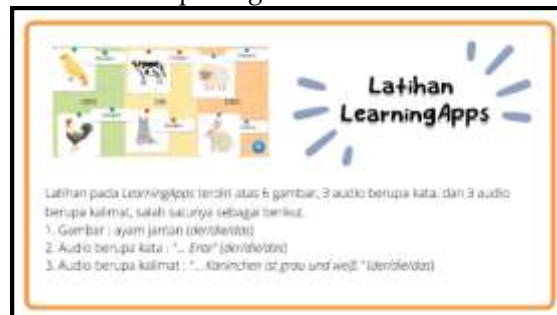 Latihan
LearningApps
Latihan pada LearningApps terdiri atas 6 gambar, 3 audio berupa kata, dan 3 audio
berupa kalimat, salah satunya sebagai berikut.
1. Gambar : ayam jantan (der/die/das)
2. Audio berupa kata : "... Ente" (der/die/das)
3. Audio berupa kalimat : "... Kaninchen ist grau und weiß." (der/die/das)